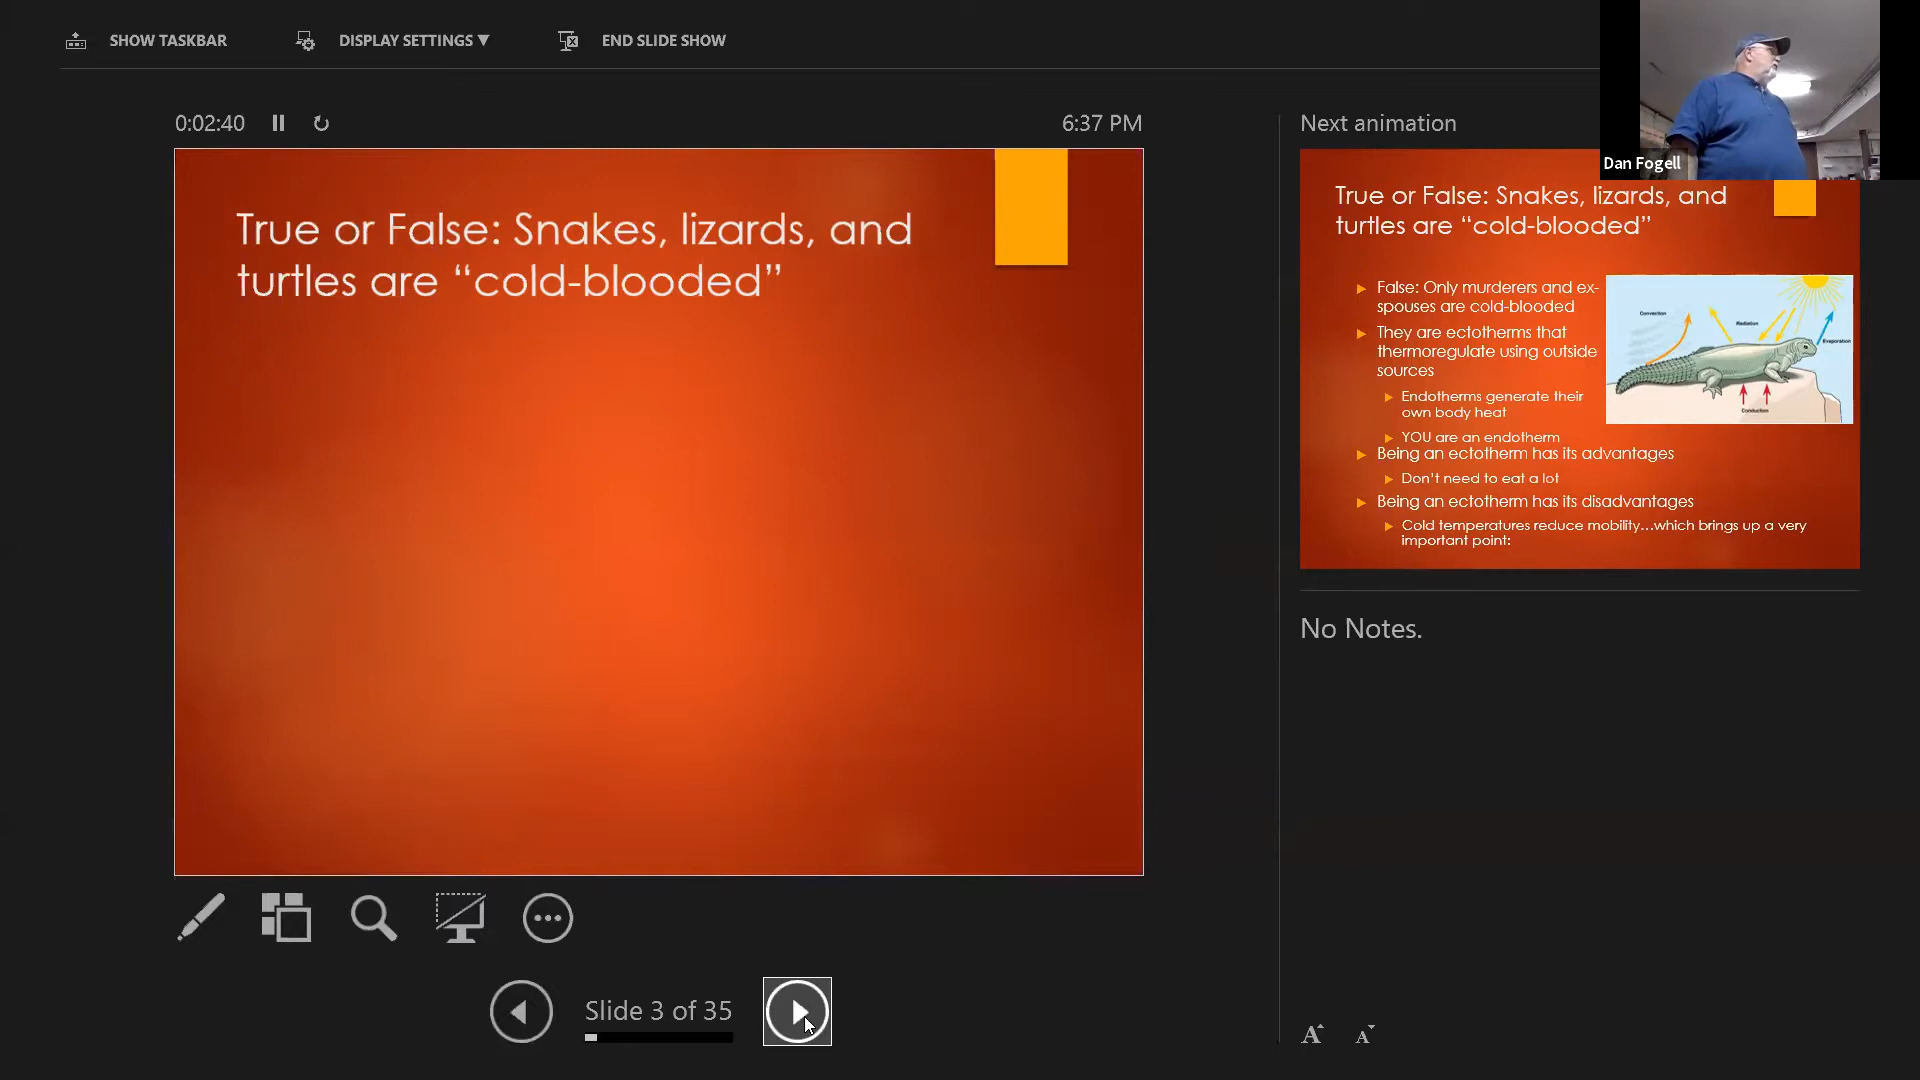 SHOW TASKBAR
DISPLAY SETTINGS ▼
END SLIDE SHOW
0:02:40
6:37 PM
True or False: Snakes, lizards, and
turtles are “cold-blooded”
Slide 3 of 35
Next animation
Dan Fogell
True or False: Snakes, lizards, and
turtles are “cold-blooded”
False: Only murderers and ex-
spouses are cold-blooded
They are ectotherms that
thermoregulate using outside
sources
Endotherms generate their
own body heat
YOU are an endotherm
Being an ectotherm has its advantages
Don’t need to eat a lot
Being an ectotherm has its disadvantages
Cold temperatures reduce mobility…which brings up a very
important point:
Convection
Radiation
Evaporation
Conduction
No Notes.
A A